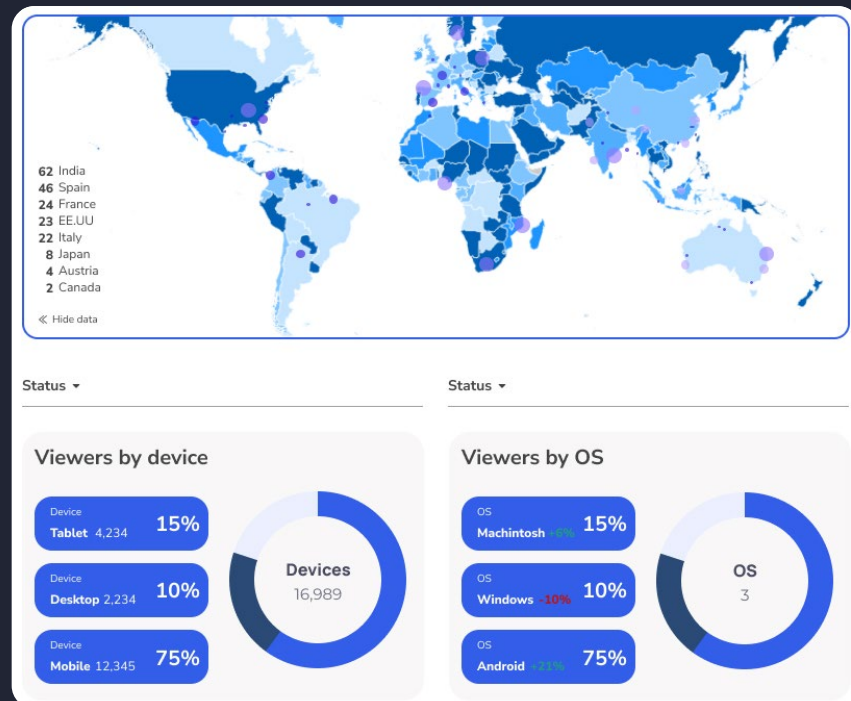 62 India
46 Spain
24 France
23 EE.UU
22 Italy
8 Japan
4 Austria
2 Canada
Hide data
Status
Status
Viewers by device
Device
Tablet 4,234 15%
Device
Desktop 2,234 10%
Device
Mobile 12,345 75%
Devices
16,989
Viewers by OS
OS
Machintosh +6% 15%
OS
Windows -10% 10%
OS
Android +21% 75%
OS
3